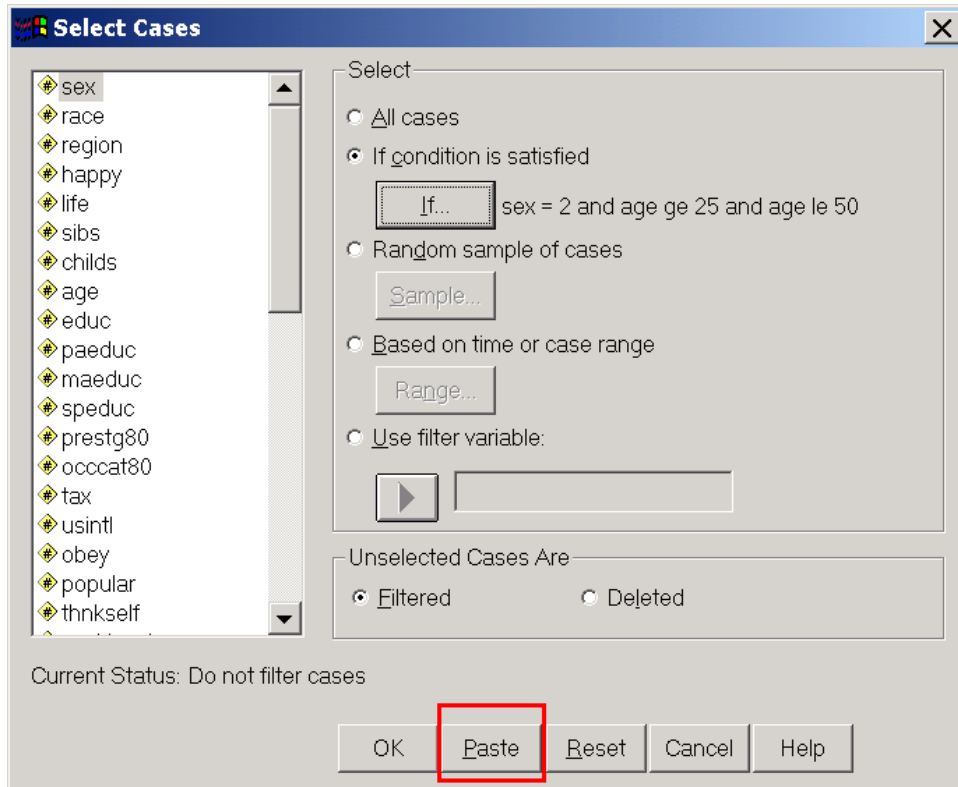 Select Cases
sex
race
region
happy
life
sibs
childs
age
educ
paeduc
maeduc
speduc
prestg80
occcat80
tax
usintl
obey
popular
thnkself
Select
All cases
If condition is satisfied
If... sex = 2 and age ge 25 and age le 50
Random sample of cases
Sample...
Based on time or case range
Range...
Use filter variable:
Unselected Cases Are
Filtered Deleted
Current Status: Do not filter cases
OK Paste Reset Cancel Help